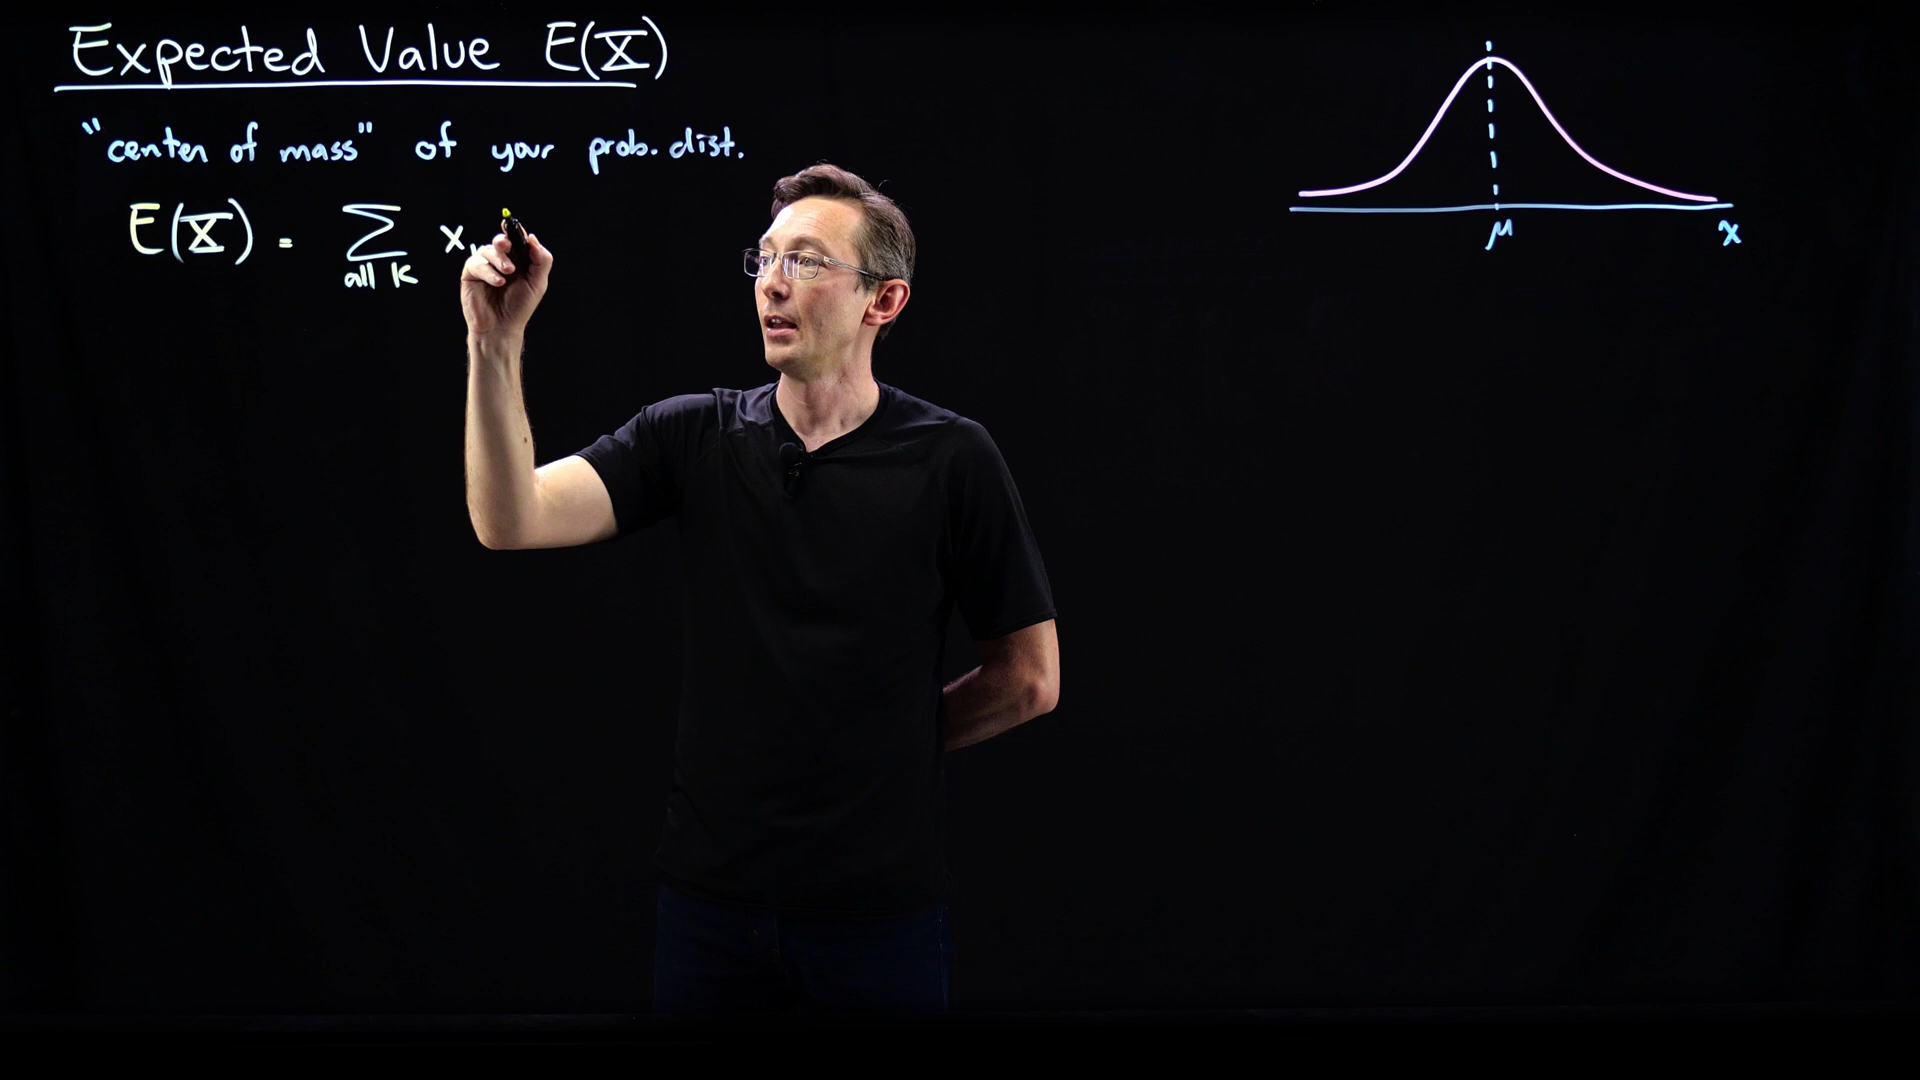 Expected Value E(X)
"center of mass" of your prob. dist.
E(X) = ∑ x
all k
μ
x